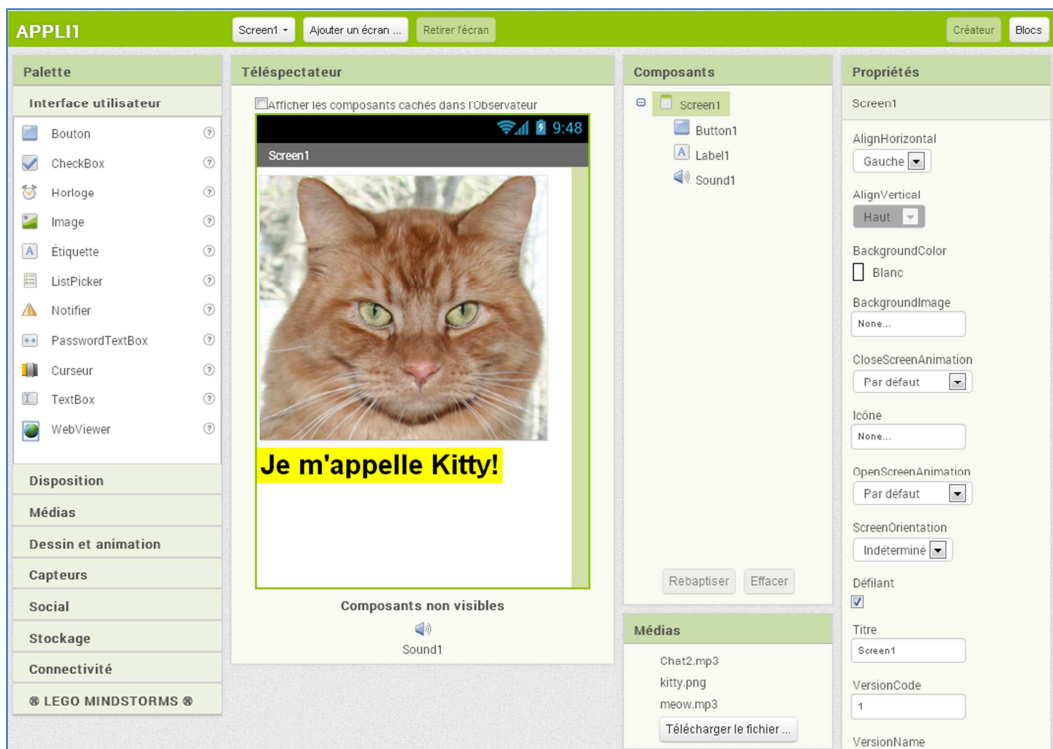 APPLI1
Screen1
Ajouter un écran ...
Retirer l'écran
Créateur
Blocs
Palette
Interface utilisateur
Bouton
CheckBox
Horloge
Image
Étiquette
ListPicker
Notifier
PasswordTextBox
Curseur
TextBox
WebViewer
Disposition
Médias
Dessin et animation
Capteurs
Social
Stockage
Connectivité
® LEGO MINDSTORMS ®
Téléspectateur
Afficher les composants cachés dans l'Observateur
9:48
Screen1
Je m'appelle Kitty!
Composants non visibles
Sound1
Composants
Screen1
Button1
A Label1
Sound1
Rebaptiser
Effacer
Médias
Chat2.mp3
kitty.png
meow.mp3
Télécharger le fichier ...
Propriétés
Screen1
AlignHorizontal
Gauche
AlignVertical
Haut
BackgroundColor
Blanc
BackgroundImage
None...
CloseScreenAnimation
Par défaut
Icône
None...
OpenScreenAnimation
Par défaut
ScreenOrientation
Indéterminé
Défilant
Titre
Screen1
VersionCode
1
VersionName